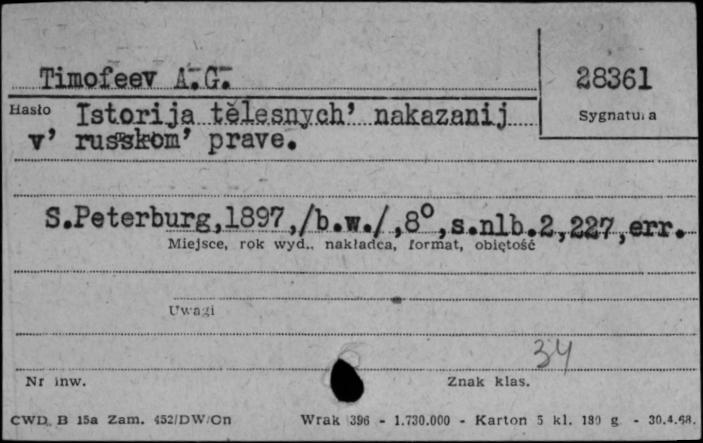 Timofeev A.G.
28361
Hasło
Sygnatura
Istorija tělesnych’ nakazanij
v’ russkom’ prave.
S.Peterburg,1897,/b.w./,8°,s.nlb.2,227,err.
Miejsce, rok wyd., nakładca, format, objętość
Uwagi
34
Nr inw.
Znak klas.
CWD B 15a Zam. 452/DW/Gn
Wrak 396 - 1.730.000 - Karton 5 kl. 180 g - 30.4.68.